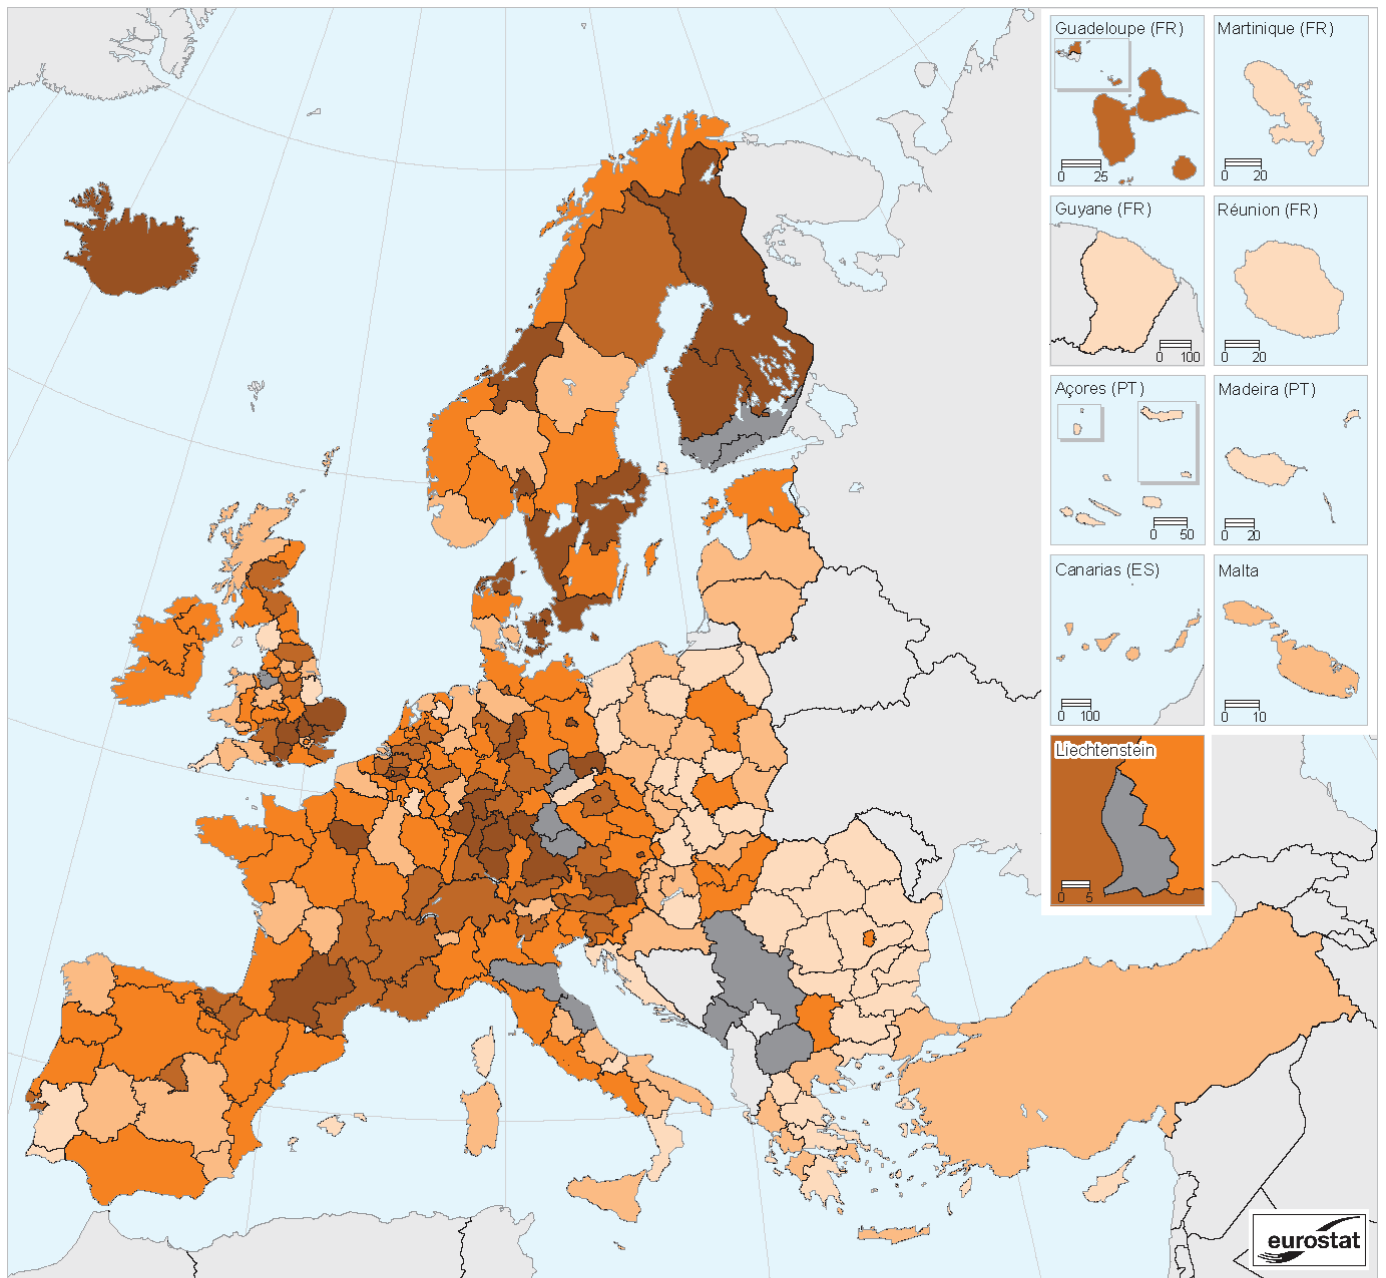 Guadeloupe (FR)
0 25
Martinique (FR)
0 20
Guyane (FR)
0 100
Réunion (FR)
0 20
Açores (PT)
0 50
Madeira (PT)
0 20
Canarias (ES)
0 100
Malta
0 10
Liechtenstein
0 5
eurostat